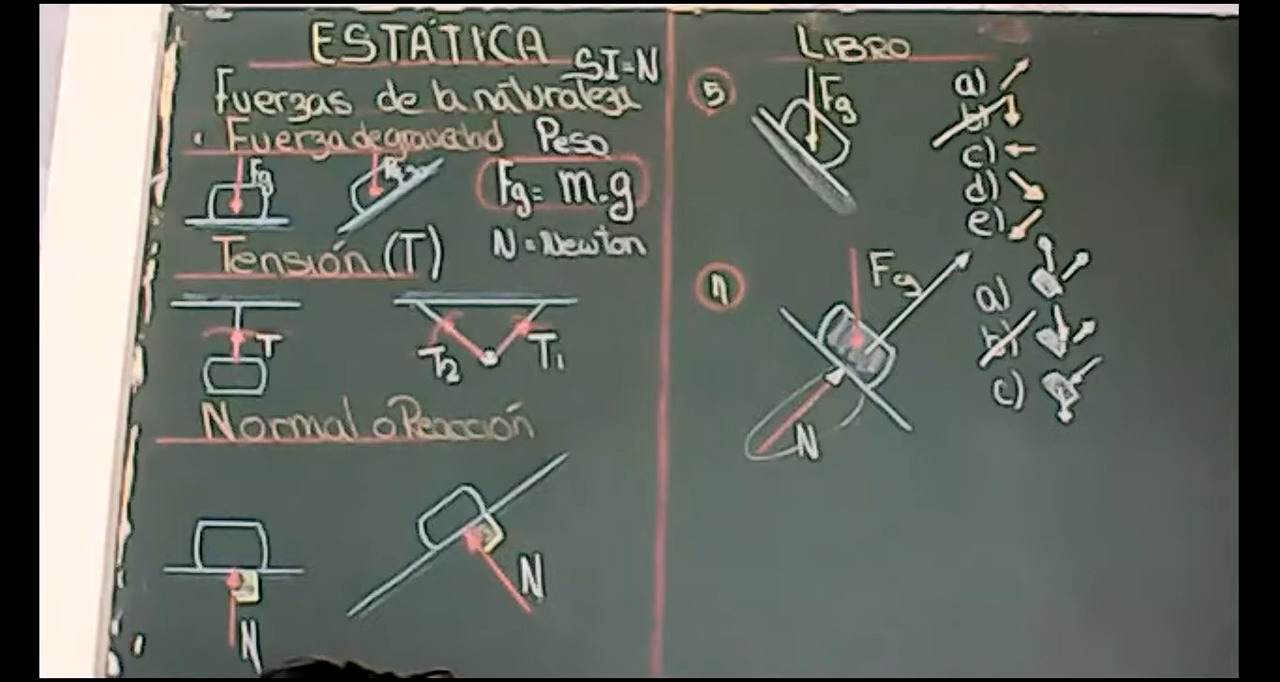 ESTÁTICA
SI=N
Fuerzas de la naturaleza
• Fuerza de gravedad Peso
Fg
Fg = m.g
Tensión (T)
N = Newton
T
T2
T1
Normal o Reacción
N
N
LIBRO
5
Fg
a)
b)
c)
d)
e)
Fg
N
a)
b)
c)